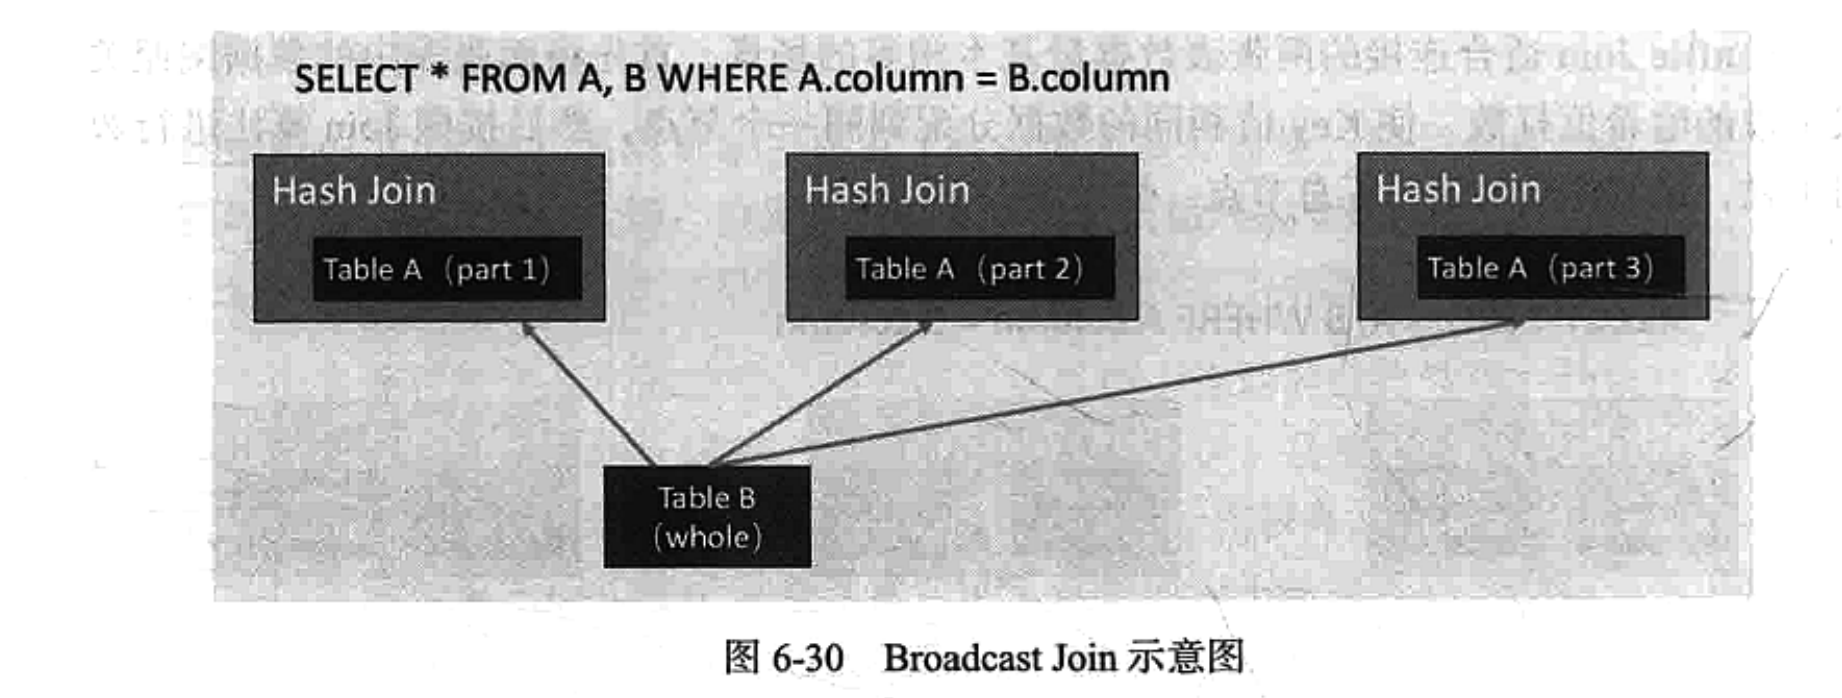 SELECT * FROM A, B WHERE A.column = B.column
Hash Join
Table A （part 1）
Hash Join
Table A （part 2）
Hash Join
Table A （part 3）
Table B
（whole）
图 6-30 Broadcast Join 示意图